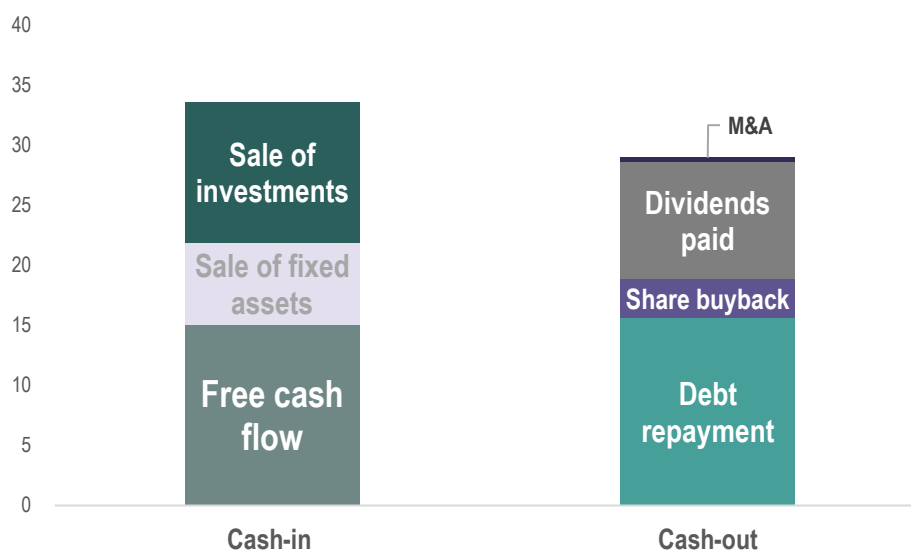 40
35
30
25
20
15
10
5
0
Sale of
investments
Sale of fixed
assets
Free cash
flow
M&A
Dividends
paid
Share buyback
Debt
repayment
Cash-in
Cash-out